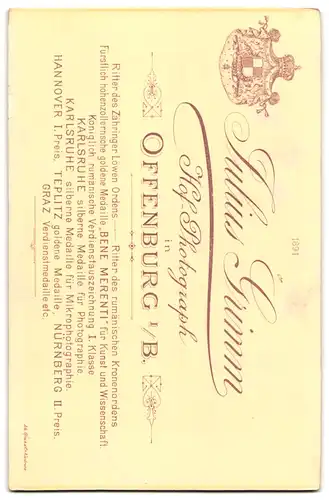 1891
Julius Grimm
Hof-Photograph
in
OFFENBURG i/B.
Ritter des Zähringer Löwen Ordens — Ritter des rumänischen Kronenordens
Fürstlich hohenzollernsche goldene Medaille „BENE MERENTI“ für Kunst und Wissenschaft
Königlich rumänische Verdienstauszeichnung I. Klasse
KARLSRUHE silberne Medaille für Photographie
KARLSRUHE silberne Medaille für Mikrophotographie
HANNOVER I. Preis, TEPLITZ goldene Medaille NÜRNBERG II. Preis.
GRAZ Verdienstmedaille etc.